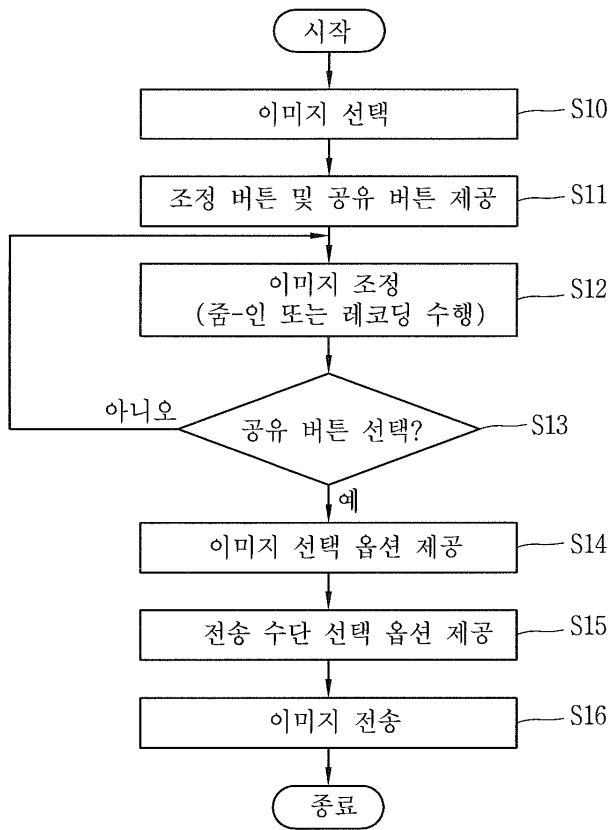 시작
이미지 선택
S10
조정 버튼 및 공유 버튼 제공
S11
이미지 조정
(줌-인 또는 레코딩 수행)
S12
아니오
공유 버튼 선택?
S13
예
이미지 선택 옵션 제공
S14
전송 수단 선택 옵션 제공
S15
이미지 전송
S16
종료